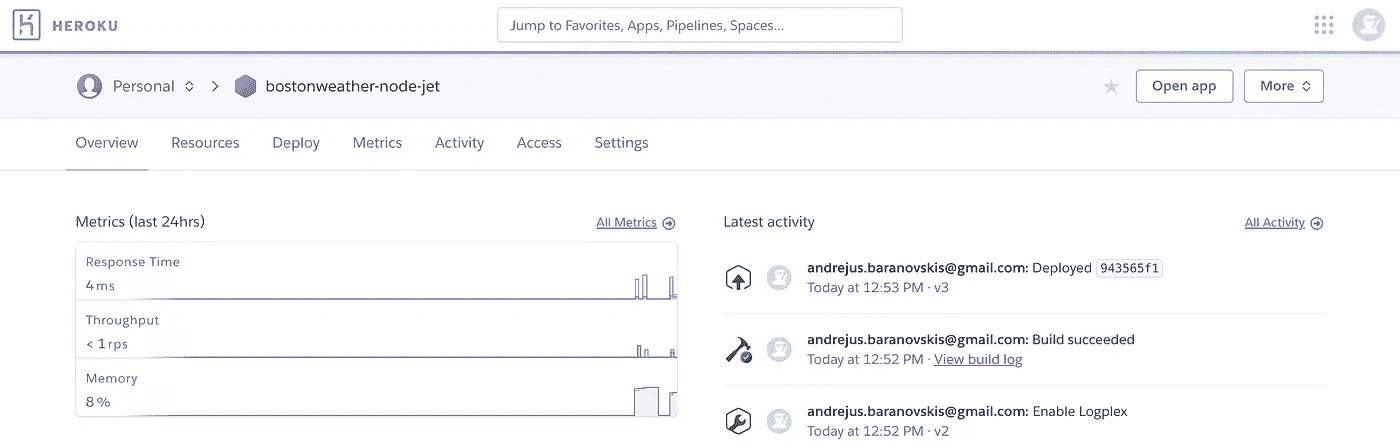 HEROKU
Jump to Favorites, Apps, Pipelines, Spaces...
Personal
bostonweather-node-jet
Open app
More
Overview Resources Deploy Metrics Activity Access Settings
Metrics (last 24hrs)
All Metrics
Response Time
4 ms
Throughput
< 1 rps
Memory
8 %
Latest activity
All Activity
andrejus.baranovskis@gmail.com: Deployed 943565f1
Today at 12:53 PM · v3
andrejus.baranovskis@gmail.com: Build succeeded
Today at 12:52 PM · View build log
andrejus.baranovskis@gmail.com: Enable Logplex
Today at 12:52 PM · v2